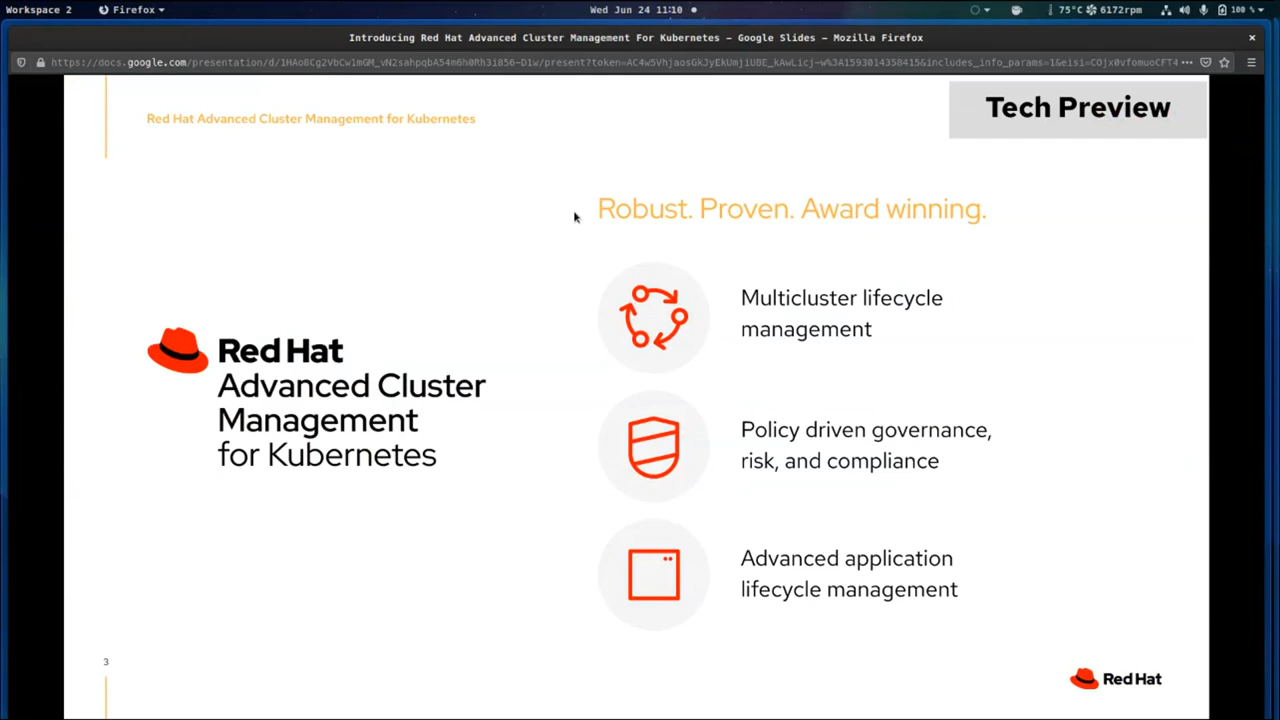 Workspace 2
Firefox
Wed Jun 24 11:10
75°C
6172rpm
100 %
Introducing Red Hat Advanced Cluster Management For Kubernetes – Google Slides – Mozilla Firefox
Red Hat Advanced Cluster Management for Kubernetes
Tech Preview
Robust. Proven. Award winning.
Multicluster lifecycle
management
Red Hat
Advanced Cluster
Management
for Kubernetes
Policy driven governance,
risk, and compliance
Advanced application
lifecycle management
3
Red Hat